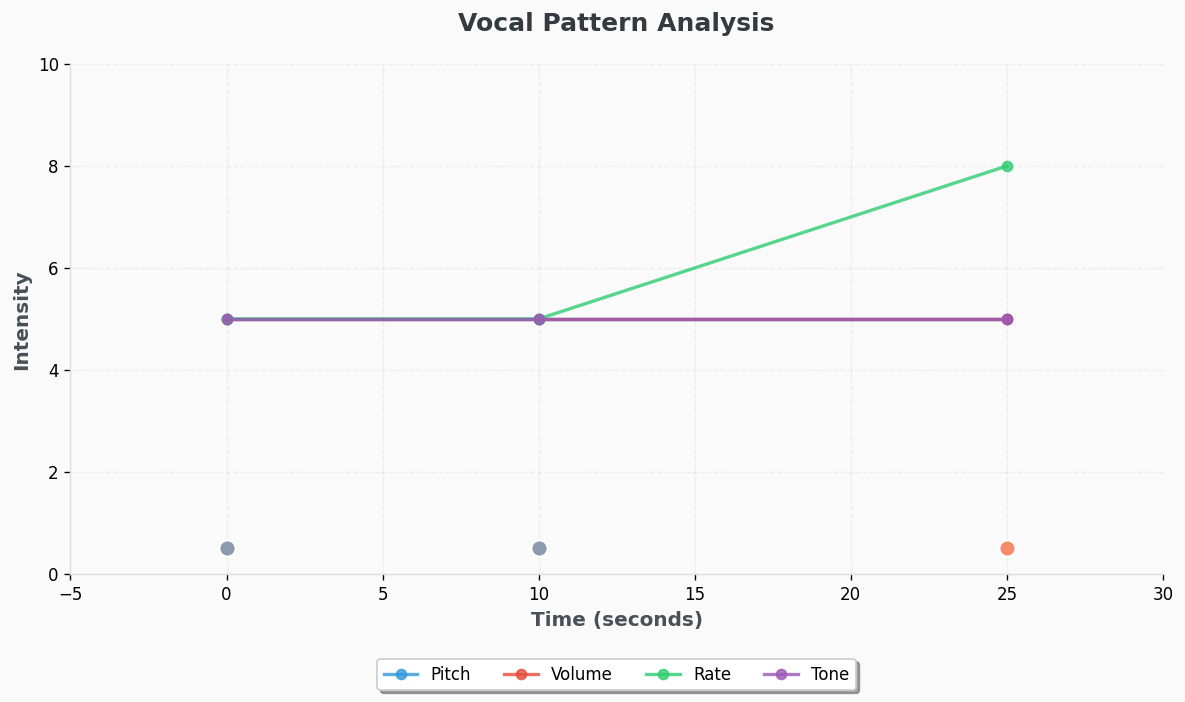 Vocal Pattern Analysis
10
8
6
4
2
0
Intensity
−5 0 5 10 15 20 25 30
Time (seconds)
Pitch Volume Rate Tone